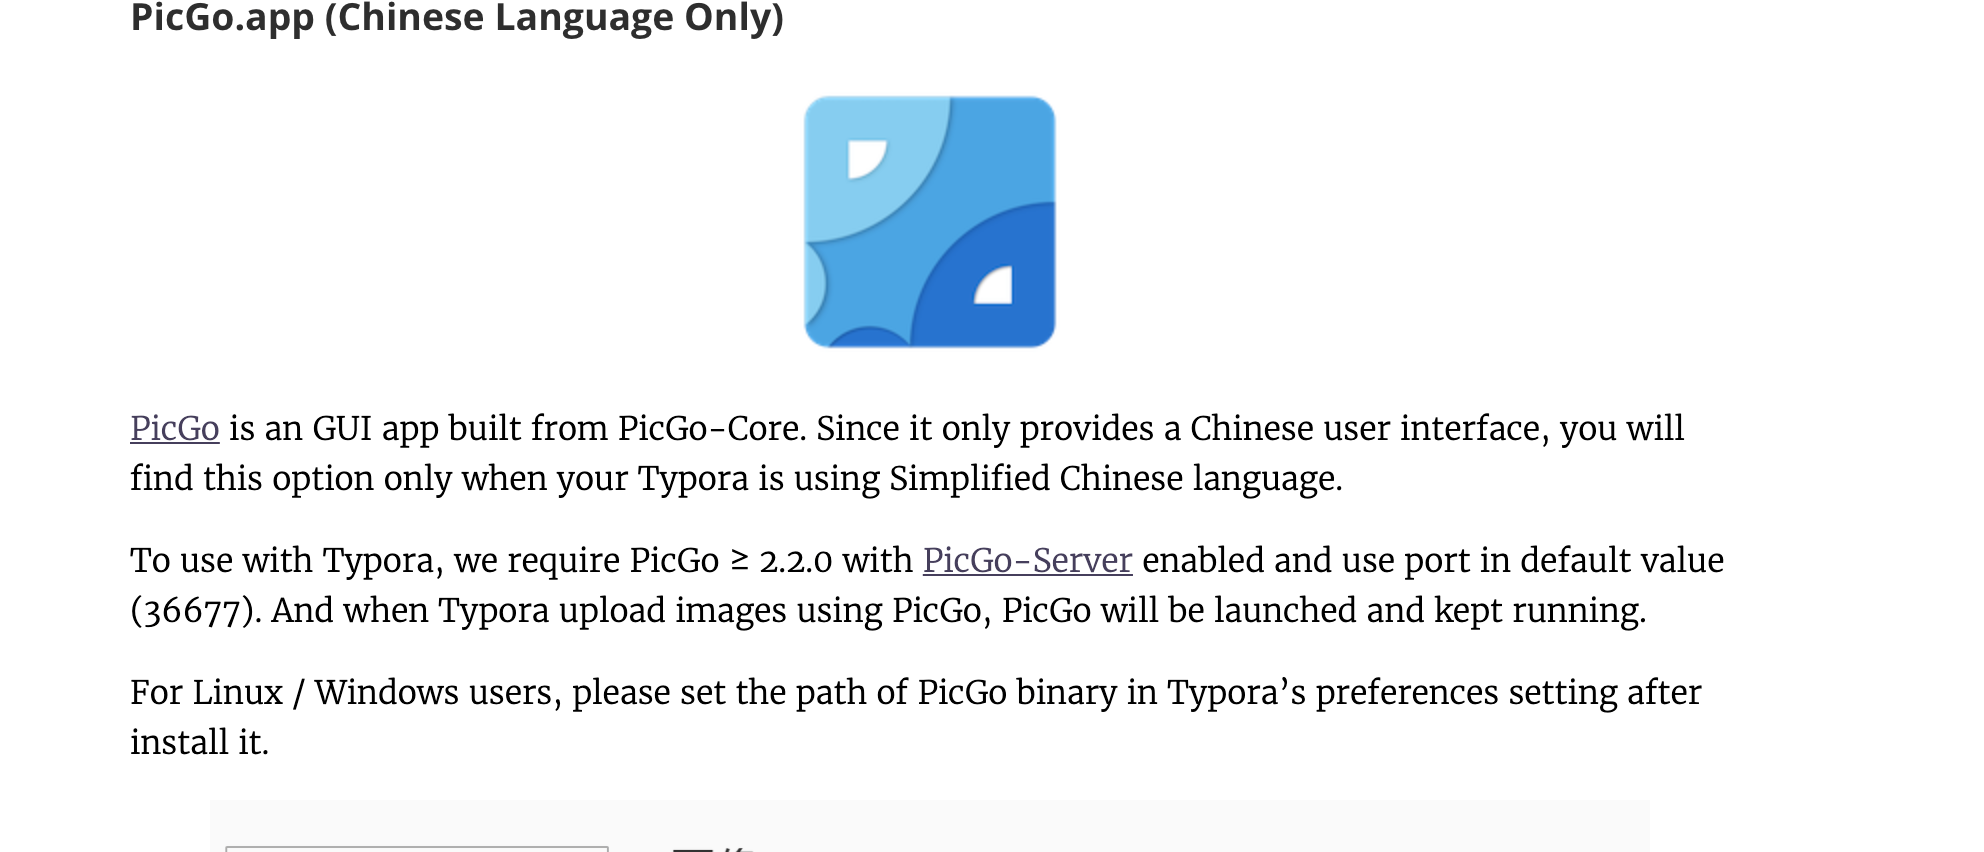 PicGo.app (Chinese Language Only)
PicGo is an GUI app built from PicGo-Core. Since it only provides a Chinese user interface, you will
find this option only when your Typora is using Simplified Chinese language.
To use with Typora, we require PicGo ≥ 2.2.0 with PicGo-Server enabled and use port in default value
(36677). And when Typora upload images using PicGo, PicGo will be launched and kept running.
For Linux / Windows users, please set the path of PicGo binary in Typora’s preferences setting after
install it.